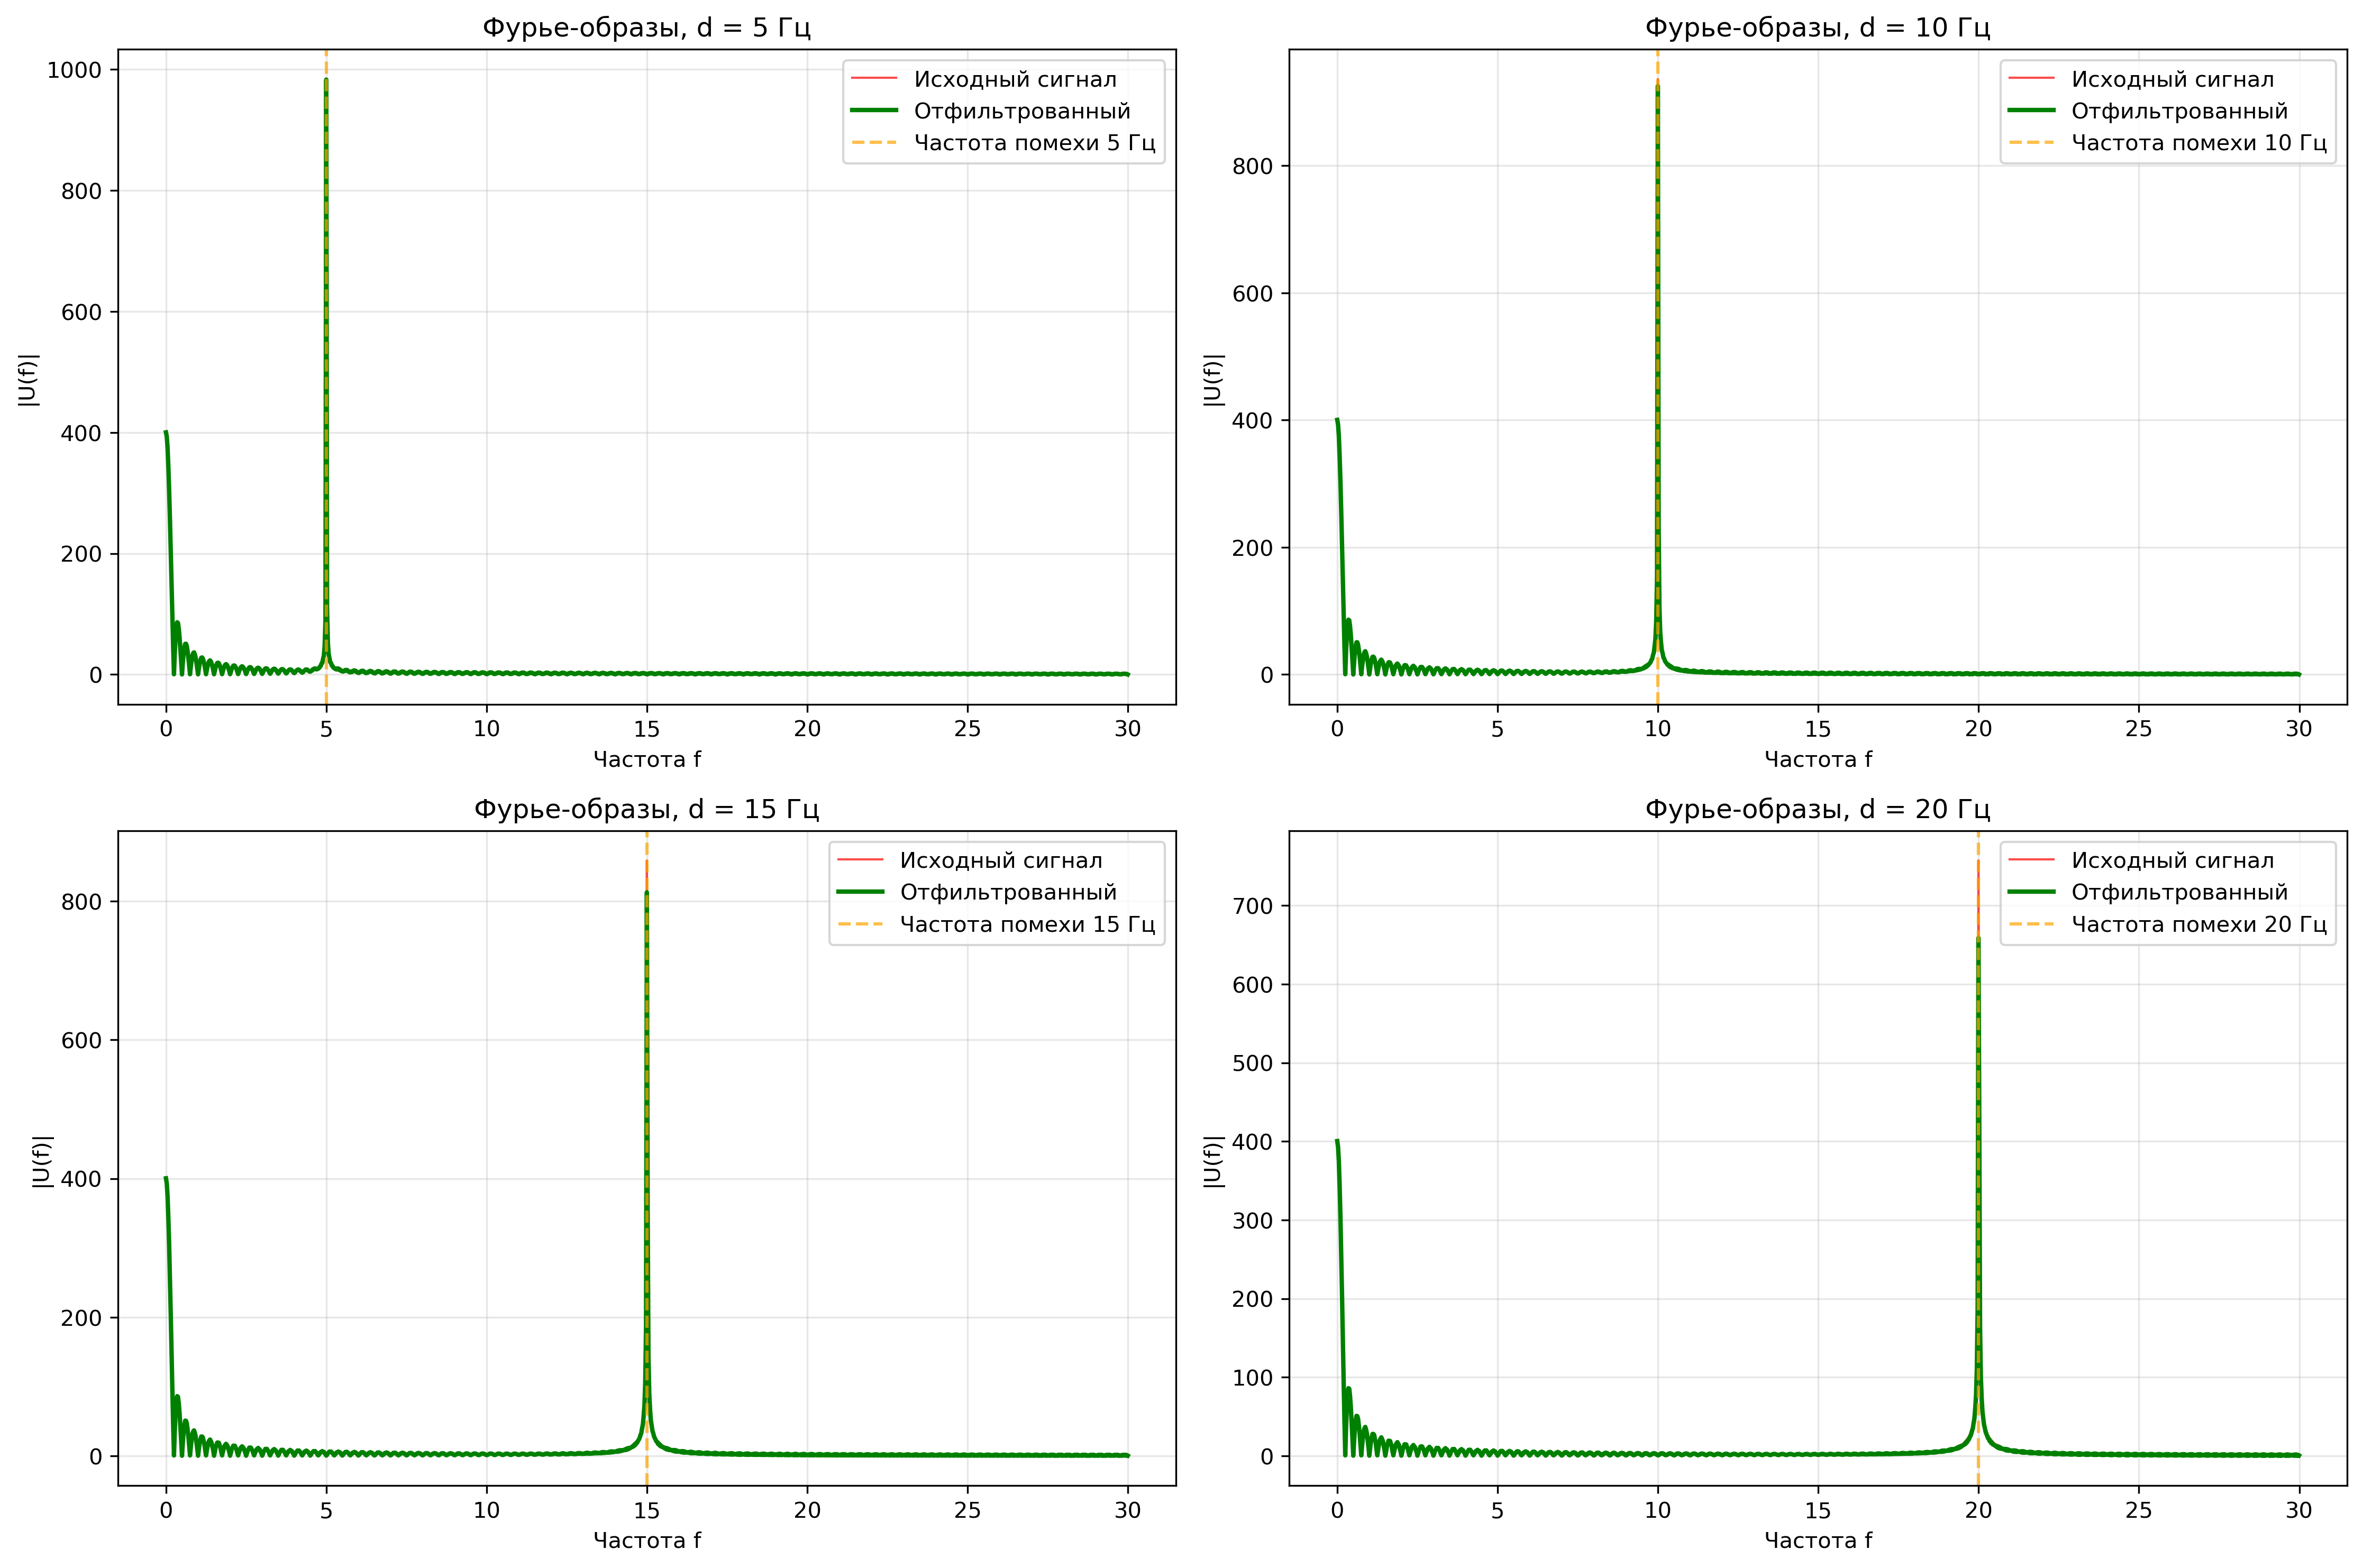 Фурье-образы, d = 5 Гц
1000
800
600
400
200
0
|U(f)|
Исходный сигнал
Отфильтрованный
Частота помехи 5 Гц
0 5 10 15 20 25 30
Частота f
Фурье-образы, d = 10 Гц
800
600
400
200
0
|U(f)|
Исходный сигнал
Отфильтрованный
Частота помехи 10 Гц
0 5 10 15 20 25 30
Частота f
Фурье-образы, d = 15 Гц
800
600
400
200
0
|U(f)|
Исходный сигнал
Отфильтрованный
Частота помехи 15 Гц
0 5 10 15 20 25 30
Частота f
Фурье-образы, d = 20 Гц
700
600
500
400
300
200
100
0
|U(f)|
Исходный сигнал
Отфильтрованный
Частота помехи 20 Гц
0 5 10 15 20 25 30
Частота f